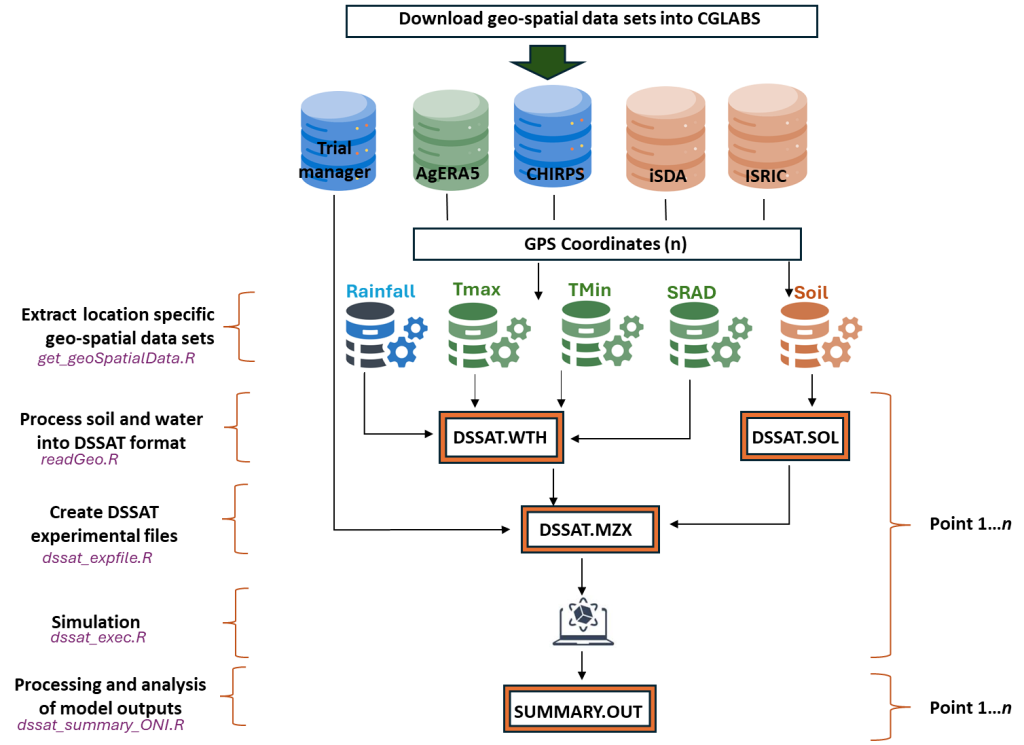 Download geo-spatial data sets into CGLABS
Trial
manager
AgERA5
CHIRPS
iSDA
ISRIC
GPS Coordinates (n)
Rainfall
Tmax
TMin
SRAD
Soil
Extract location specific
geo-spatial data sets
get_geoSpatialData.R
Process soil and water
into DSSAT format
readGeo.R
DSSAT.WTH
DSSAT.SOL
Create DSSAT
experimental files
dssat_expfile.R
DSSAT.MZX
Point 1...n
Simulation
dssat_exec.R
Processing and analysis
of model outputs
dssat_summary_ONI.R
SUMMARY.OUT
Point 1...n